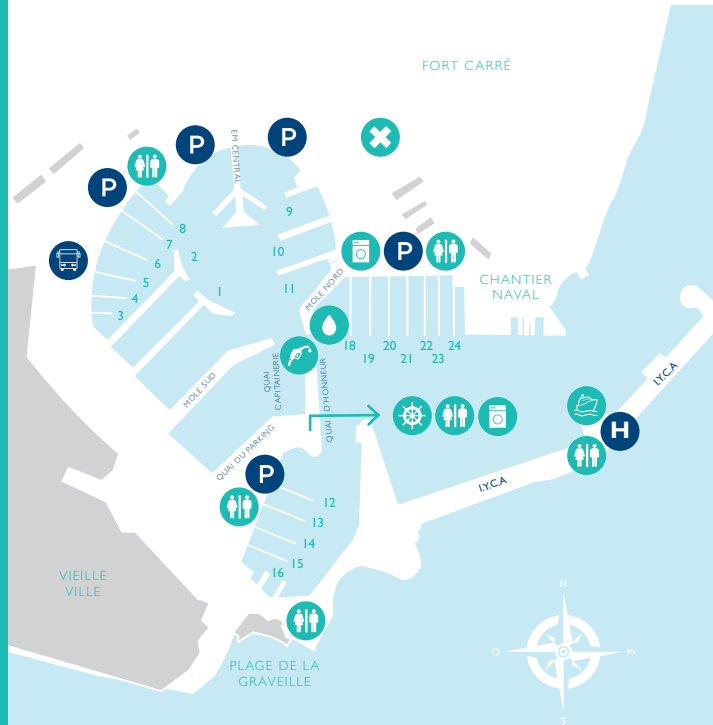 FORT CARRÉ
P
P
EM CENTRAL
P
8
9
7
2
10
6
5
1
11
4
3
MOLE NORD
P
CHANTIER
NAVAL
18
20
22
24
19
21
23
QUAI
CAPITAINERIE
QUAI D'HONNEUR
MOLE SUD
I.Y.C.A
H
QUAI DU PARKING
P
I.Y.C.A
12
13
14
15
16
VIEILLE
VILLE
PLAGE DE LA
GRAVEILLE
N
O
E
S